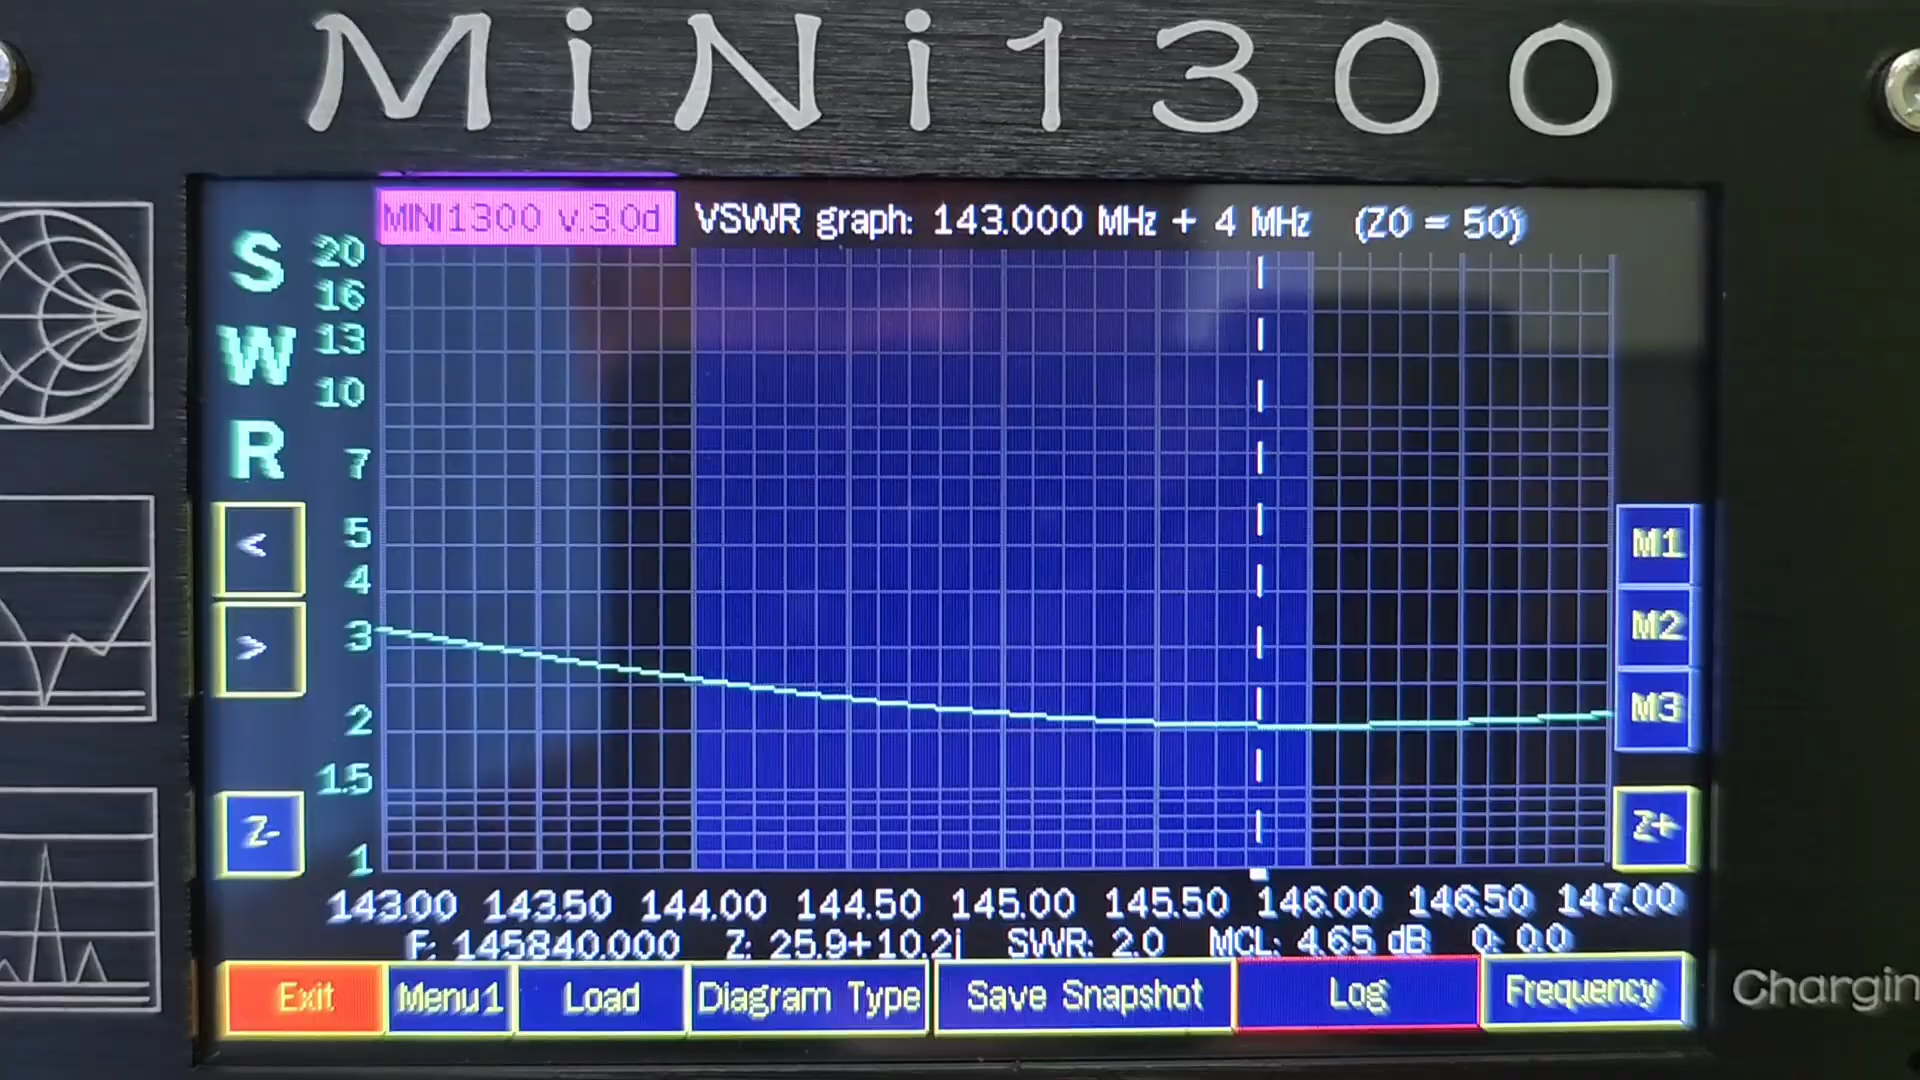 MiNi1300
MINI1300 v.3.0d VSWR graph: 143.000 MHz + 4 MHz (Z0 = 50)
SWR
20
16
13
10
7
5
4
3
2
1.5
1
<
>
Z-
M1
M2
M3
Z+
143.00 143.50 144.00 144.50 145.00 145.50 146.00 146.50 147.00
F: 145840.000 Z: 25.9+10.2j SWR: 2.0 MCL: 4.65 dB Q: 0.0
Exit Menu1 Load Diagram Type Save Snapshot Log Frequency
Chargin